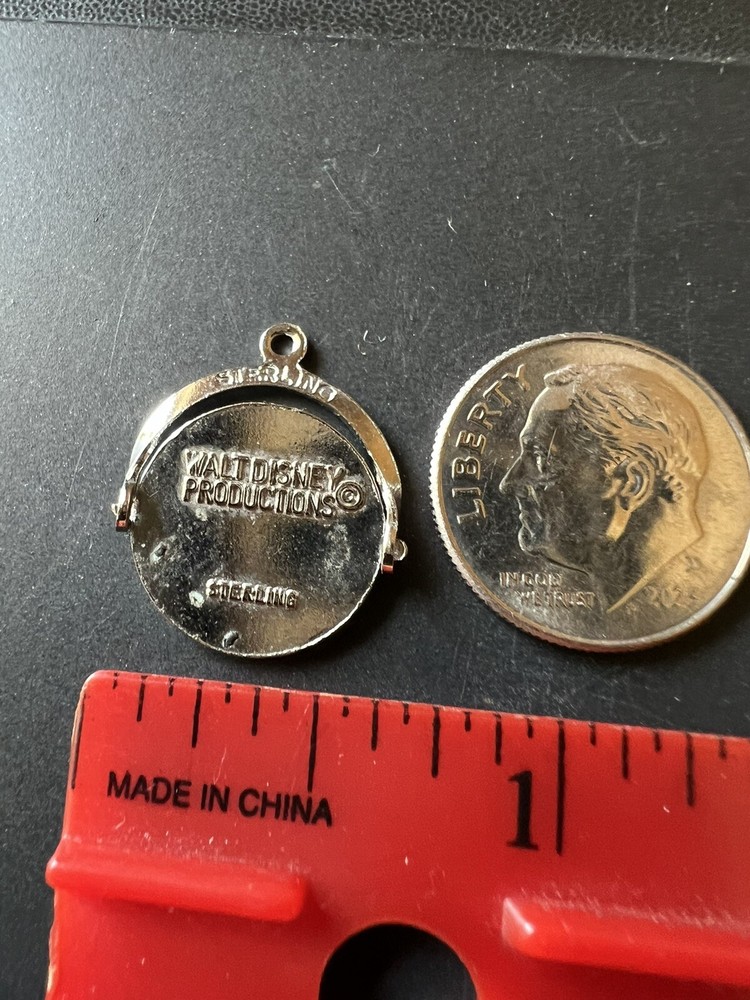 STERLING
WALT DISNEY
PRODUCTIONS ©
STERLING
LIBERTY
IN GOD
WE TRUST
MADE IN CHINA
1